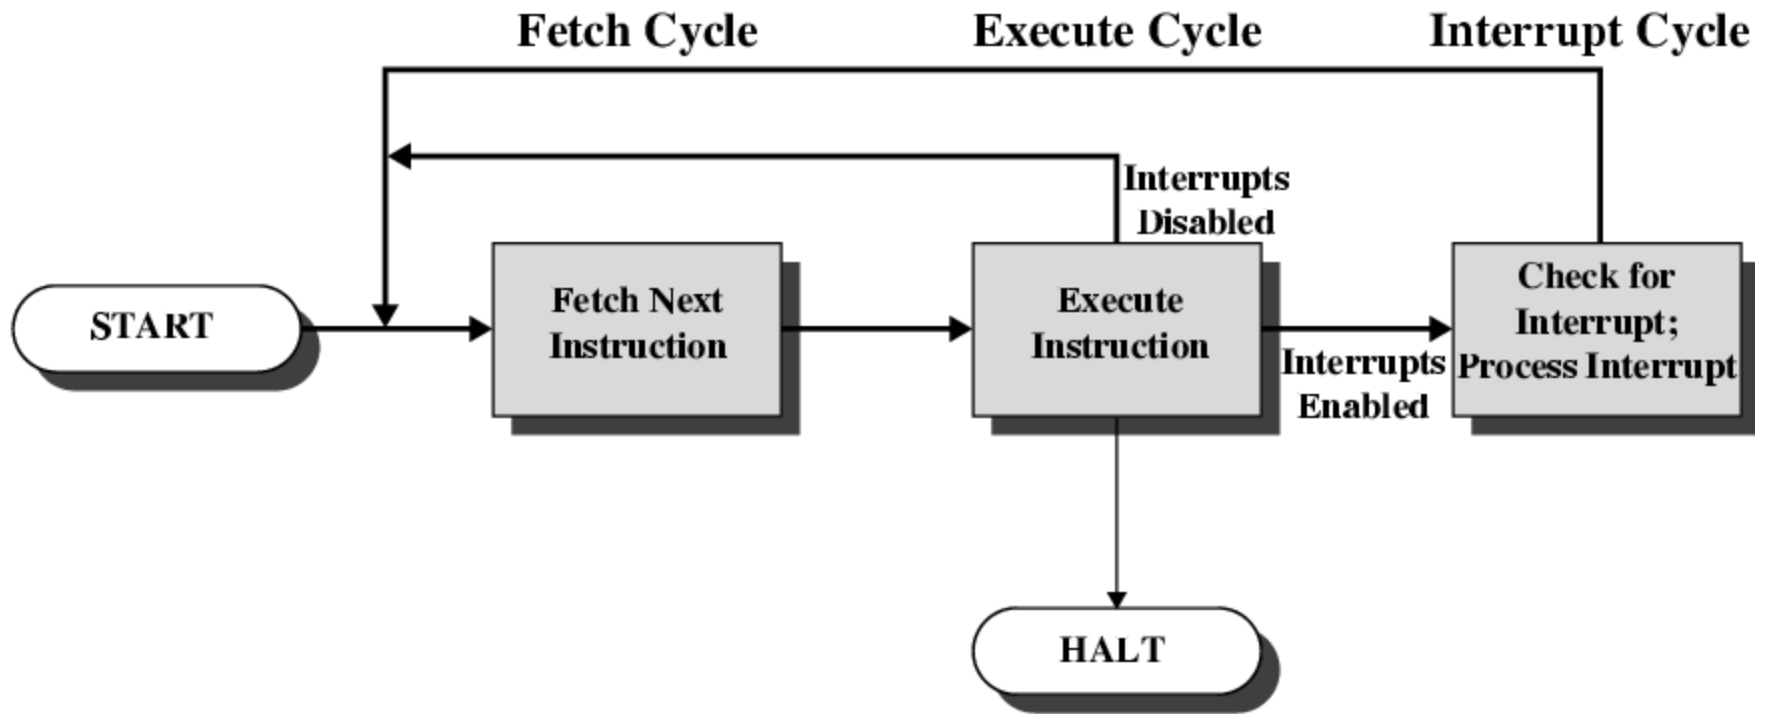 Fetch Cycle
Execute Cycle
Interrupt Cycle
Interrupts
Disabled
START
Fetch Next
Instruction
Execute
Instruction
Interrupts
Enabled
Check for
Interrupt;
Process Interrupt
HALT